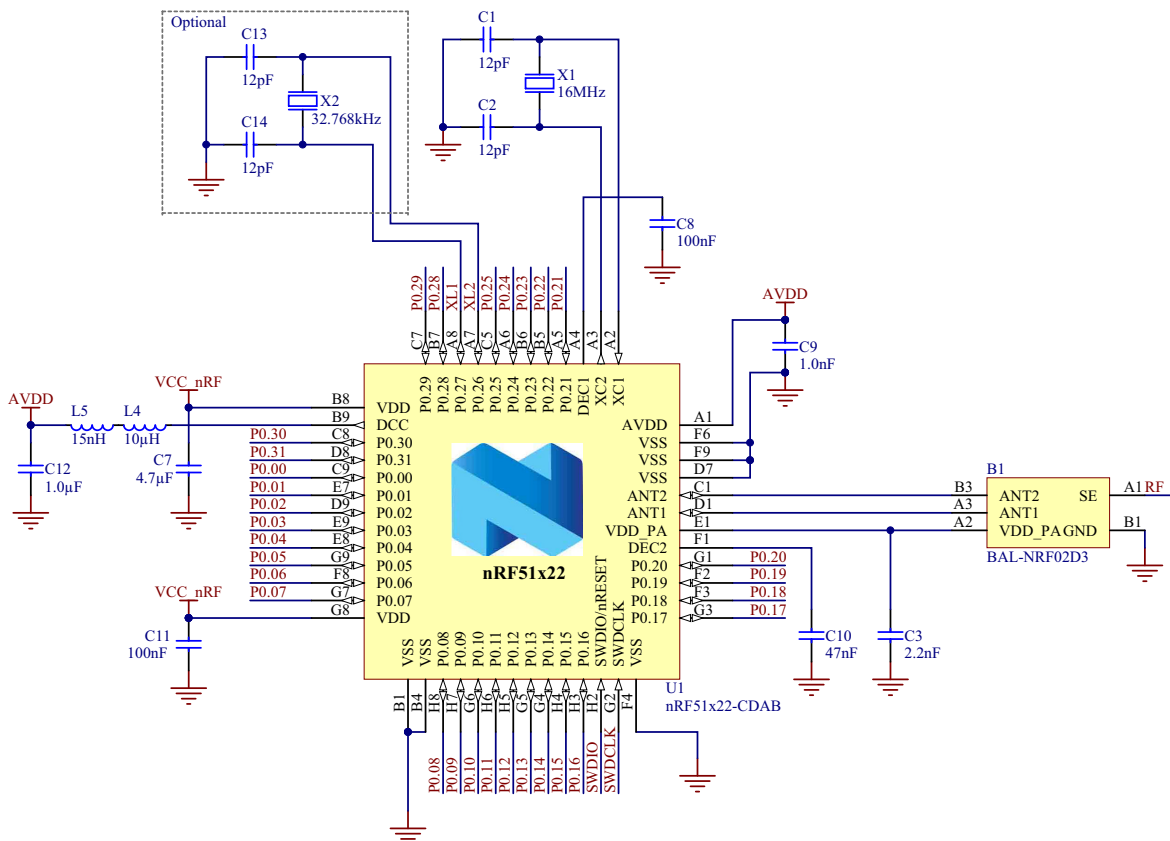 Optional
C13
12pF
X2
32.768kHz
C14
12pF
C1
12pF
X1
16MHz
C2
12pF
C8
100nF
P0.29
P0.28
XL1
XL2
P0.25
P0.24
P0.23
P0.22
P0.21
C7
B7
A8
A7
C5
A6
B6
B5
A5
A4
A3
A2
P0.29
P0.28
P0.27
P0.26
P0.25
P0.24
P0.23
P0.22
P0.21
DEC1
XC2
XC1
AVDD
C9
1.0nF
AVDD
L5
15nH
L4
10µH
VCC_nRF
C12
1.0µF
C7
4.7µF
VCC_nRF
C11
100nF
B8 VDD
B9 DCC
P0.30 C8 P0.30
P0.31 D8 P0.31
P0.00 C9 P0.00
P0.01 E7 P0.01
P0.02 D9 P0.02
P0.03 E9 P0.03
P0.04 E8 P0.04
P0.05 G9 P0.05
P0.06 F8 P0.06
P0.07 G7 P0.07
G8 VDD
nRF51x22
AVDD A1
VSS F6
VSS F9
VSS D7
ANT2 C1
ANT1 D1
VDD_PA E1
DEC2 F1
P0.20 G1 P0.20
P0.19 F2 P0.19
P0.18 F3 P0.18
P0.17 G3 P0.17
B1
B3 ANT2 SE A1 RF
A3 ANT1
A2 VDD_PA GND B1
BAL-NRF02D3
C10
47nF
C3
2.2nF
VSS
VSS
P0.08
P0.09
P0.10
P0.11
P0.12
P0.13
P0.14
P0.15
P0.16
SWDIO/nRESET
SWDCLK
VSS
U1
nRF51x22-CDAB
B1
B4
H8
H7
G6
H6
H5
G5
G4
H4
H3
H2
G2
F4
P0.08
P0.09
P0.10
P0.11
P0.12
P0.13
P0.14
P0.15
P0.16
SWDIO
SWDCLK